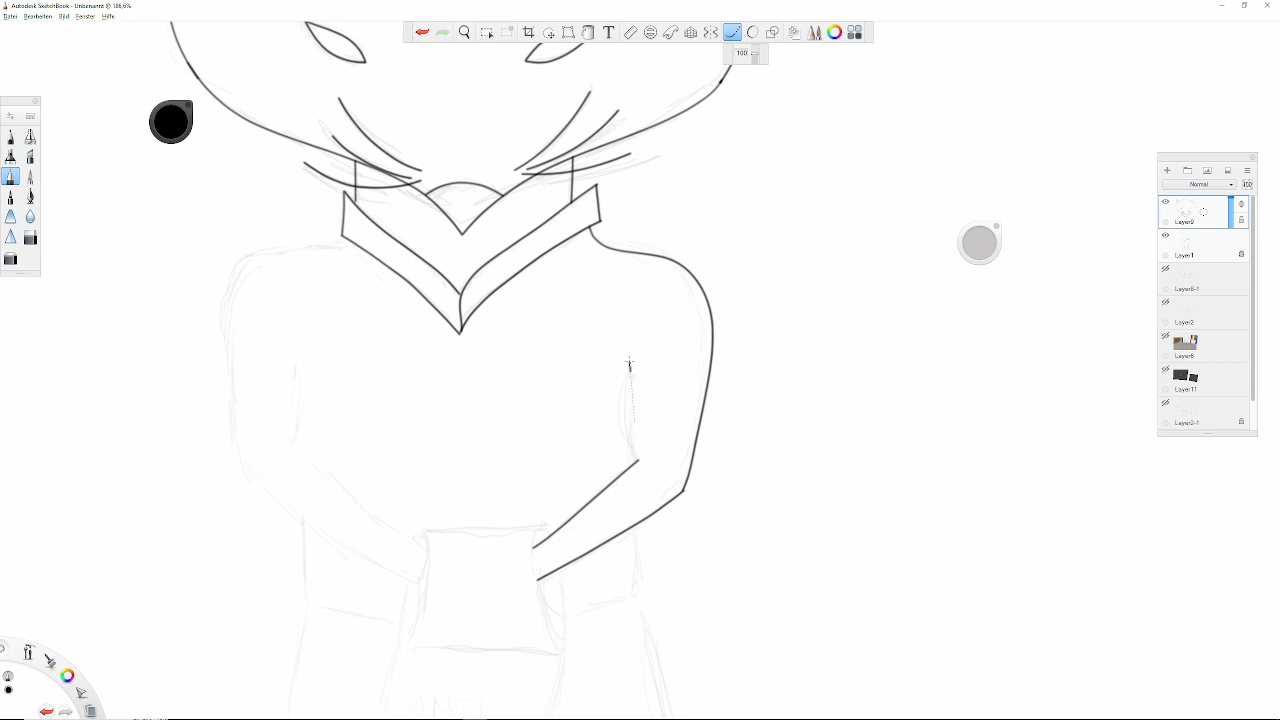 Autodesk SketchBook - Unbenannt @ 186,6%
Datei Bearbeiten Bild Fenster Hilfe
T
100
Normal
100
Layer9
Layer1
Layer8-1
Layer2
Layer6
Layer11
Layer2-1